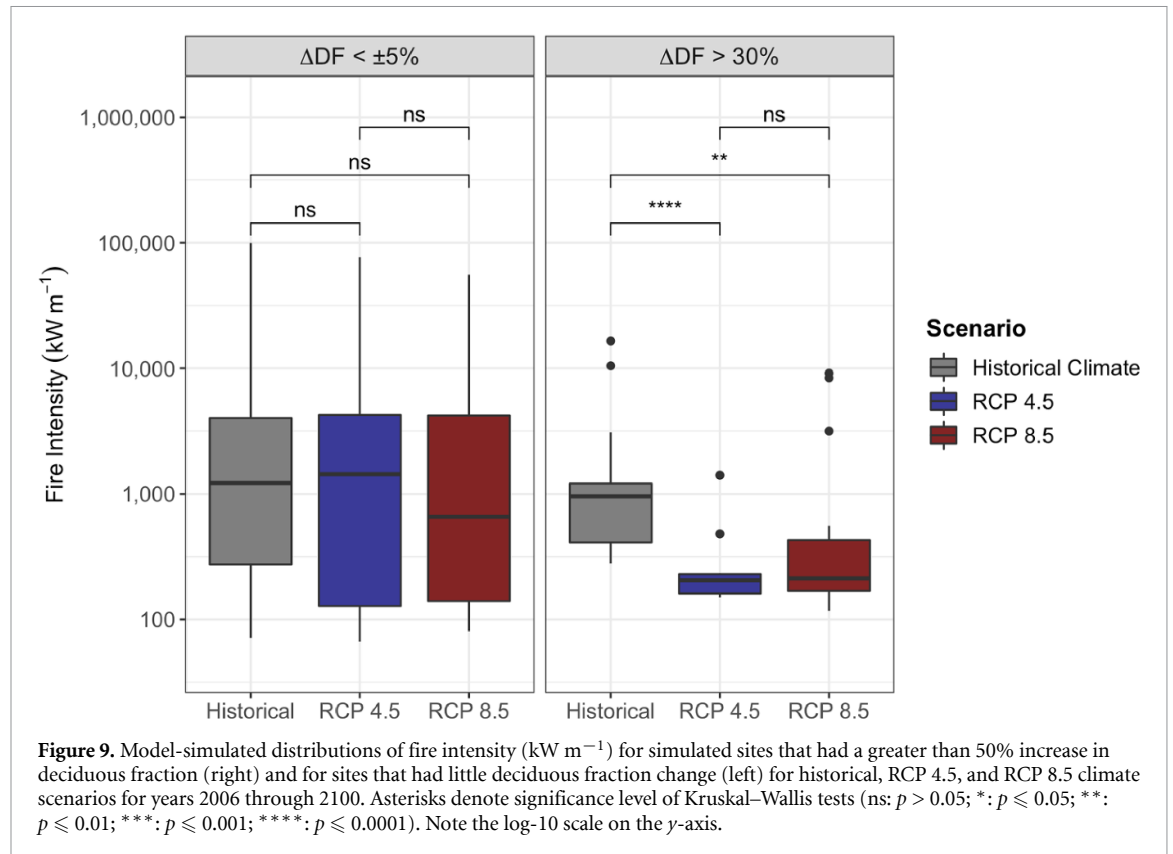 ΔDF < ±5%
ΔDF > 30%
1,000,000
100,000
10,000
1,000
100
Fire Intensity (kW m⁻¹)
ns
ns
ns
ns
**
****
Historical RCP 4.5 RCP 8.5
Historical RCP 4.5 RCP 8.5
Scenario
Historical Climate
RCP 4.5
RCP 8.5
Figure 9. Model-simulated distributions of fire intensity (kW m⁻¹) for simulated sites that had a greater than 50% increase in
deciduous fraction (right) and for sites that had little deciduous fraction change (left) for historical, RCP 4.5, and RCP 8.5 climate
scenarios for years 2006 through 2100. Asterisks denote significance level of Kruskal–Wallis tests (ns: p > 0.05; *: p ⩽ 0.05; **:
p ⩽ 0.01; ***: p ⩽ 0.001; ****: p ⩽ 0.0001). Note the log-10 scale on the y-axis.